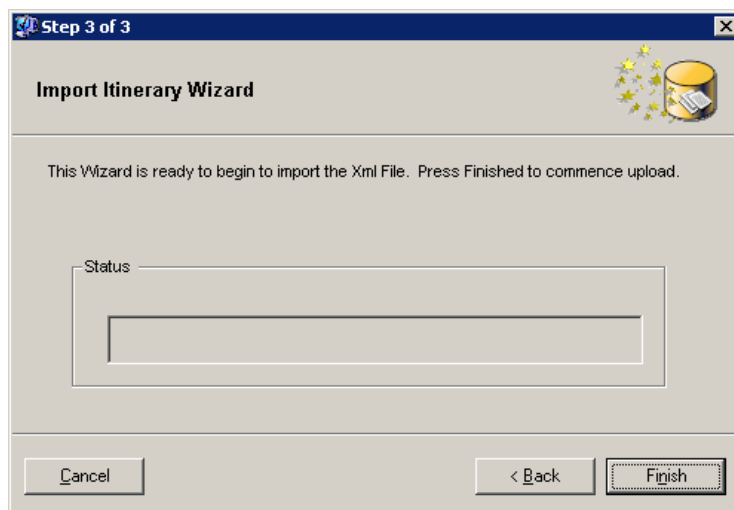 Step 3 of 3
Import Itinerary Wizard
This Wizard is ready to begin to import the Xml File.  Press Finished to commence upload.
Status
Cancel
< Back
Finish